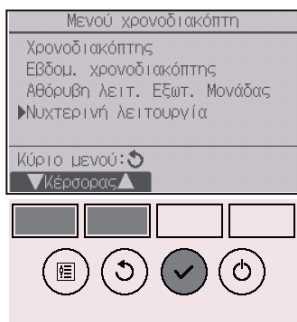 Μενού χρονοδιακόπτη
Χρονοδιακόπτης
Εβδομ. χρονοδιακόπτης
Αθόρυβη λειτ. Εξωτ. Μονάδας
▶Νυχτερινή λειτουργία
Κύριο μενού:
▼Κέρσορας▲